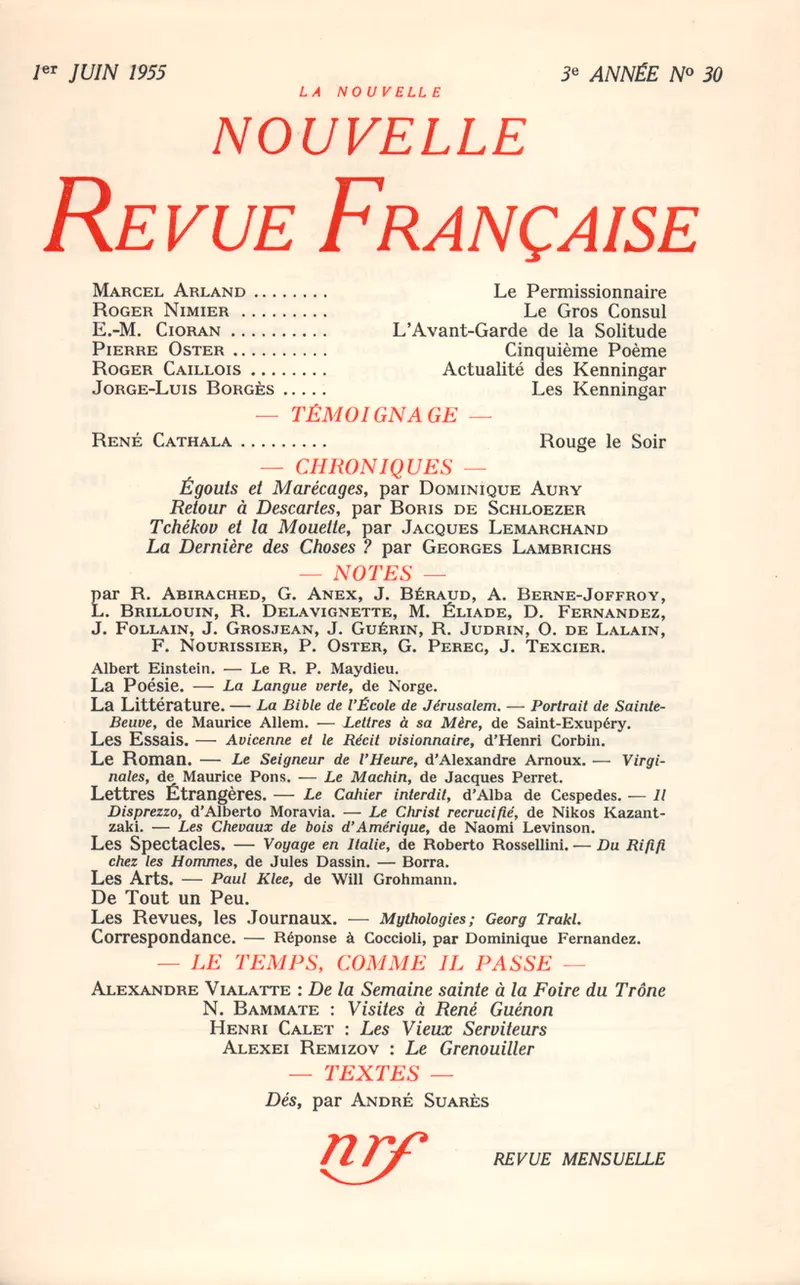 1er JUIN 1955
3e ANNÉE No 30
LA NOUVELLE
NOUVELLE
REVUE FRANÇAISE
MARCEL ARLAND ........ Le Permissionnaire
ROGER NIMIER ......... Le Gros Consul
E.-M. CIORAN .......... L'Avant-Garde de la Solitude
PIERRE OSTER .......... Cinquième Poème
ROGER CAILLOIS ........ Actualité des Kenningar
JORGE-LUIS BORGÈS ..... Les Kenningar
— TÉMOIGNAGE —
RENÉ CATHALA ......... Rouge le Soir
— CHRONIQUES —
Égouts et Marécages, par DOMINIQUE AURY
Retour à Descartes, par BORIS DE SCHLOEZER
Tchékov et la Mouette, par JACQUES LEMARCHAND
La Dernière des Choses ? par GEORGES LAMBRICHS
— NOTES —
par R. ABIRACHED, G. ANEX, J. BÉRAUD, A. BERNE-JOFFROY,
L. BRILLOUIN, R. DELAVIGNETTE, M. ÉLIADE, D. FERNANDEZ,
J. FOLLAIN, J. GROSJEAN, J. GUÉRIN, R. JUDRIN, O. DE LALAIN,
F. NOURISSIER, P. OSTER, G. PEREC, J. TEXCIER.
Albert Einstein. — Le R. P. Maydieu.
La Poésie. — La Langue verte, de Norge.
La Littérature. — La Bible de l'École de Jérusalem. — Portrait de Sainte-
Beuve, de Maurice Allem. — Lettres à sa Mère, de Saint-Exupéry.
Les Essais. — Avicenne et le Récit visionnaire, d'Henri Corbin.
Le Roman. — Le Seigneur de l'Heure, d'Alexandre Arnoux. — Virgi-
nales, de Maurice Pons. — Le Machin, de Jacques Perret.
Lettres Étrangères. — Le Cahier interdit, d'Alba de Cespedes. — Il
Disprezzo, d'Alberto Moravia. — Le Christ recrucifié, de Nikos Kazant-
zaki. — Les Chevaux de bois d'Amérique, de Naomi Levinson.
Les Spectacles. — Voyage en Italie, de Roberto Rossellini. — Du Rififi
chez les Hommes, de Jules Dassin. — Borra.
Les Arts. — Paul Klee, de Will Grohmann.
De Tout un Peu.
Les Revues, les Journaux. — Mythologies ; Georg Trakl.
Correspondance. — Réponse à Coccioli, par Dominique Fernandez.
— LE TEMPS, COMME IL PASSE —
ALEXANDRE VIALATTE : De la Semaine sainte à la Foire du Trône
N. BAMMATE : Visites à René Guénon
HENRI CALET : Les Vieux Serviteurs
ALEXEI REMIZOV : Le Grenouiller
— TEXTES —
Dés, par ANDRÉ SUARÈS
nrf
REVUE MENSUELLE